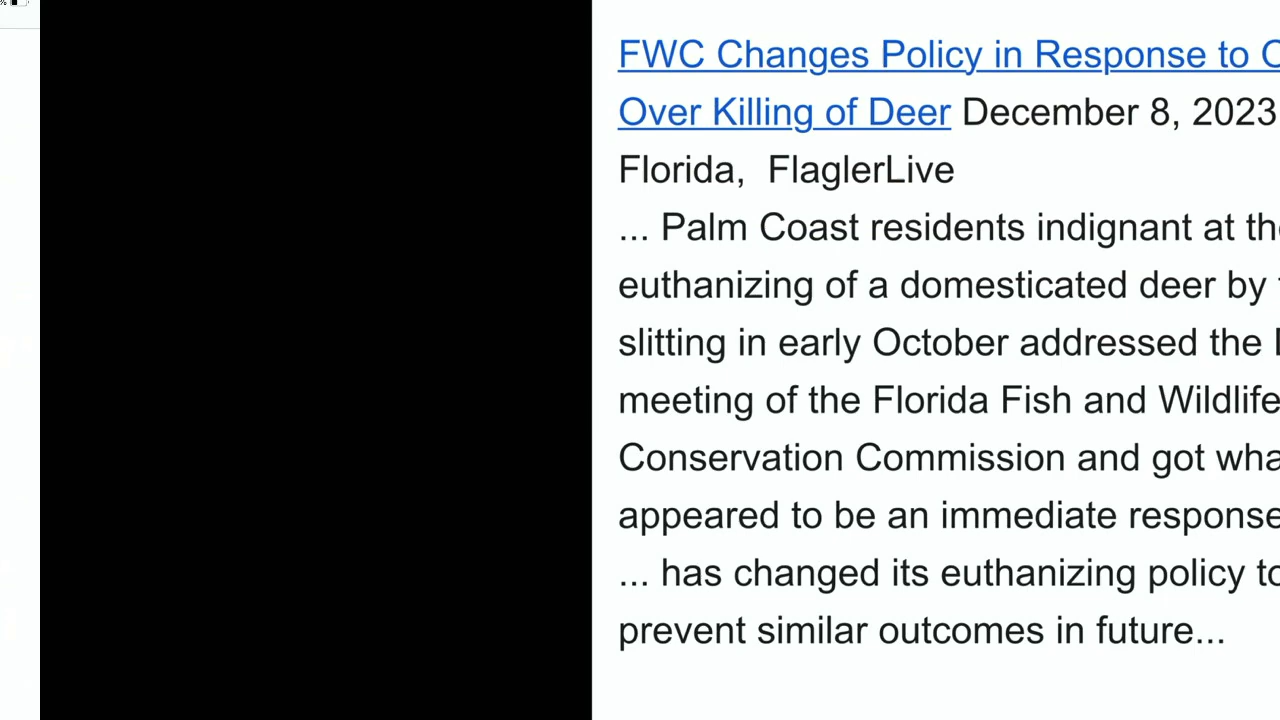 FWC Changes Policy in Response to
Over Killing of Deer December 8, 2023
Florida, FlaglerLive
... Palm Coast residents indignant at
euthanizing of a domesticated deer by
slitting in early October addressed the
meeting of the Florida Fish and Wildlife
Conservation Commission and got
appeared to be an immediate response
... has changed its euthanizing policy to
prevent similar outcomes in future...